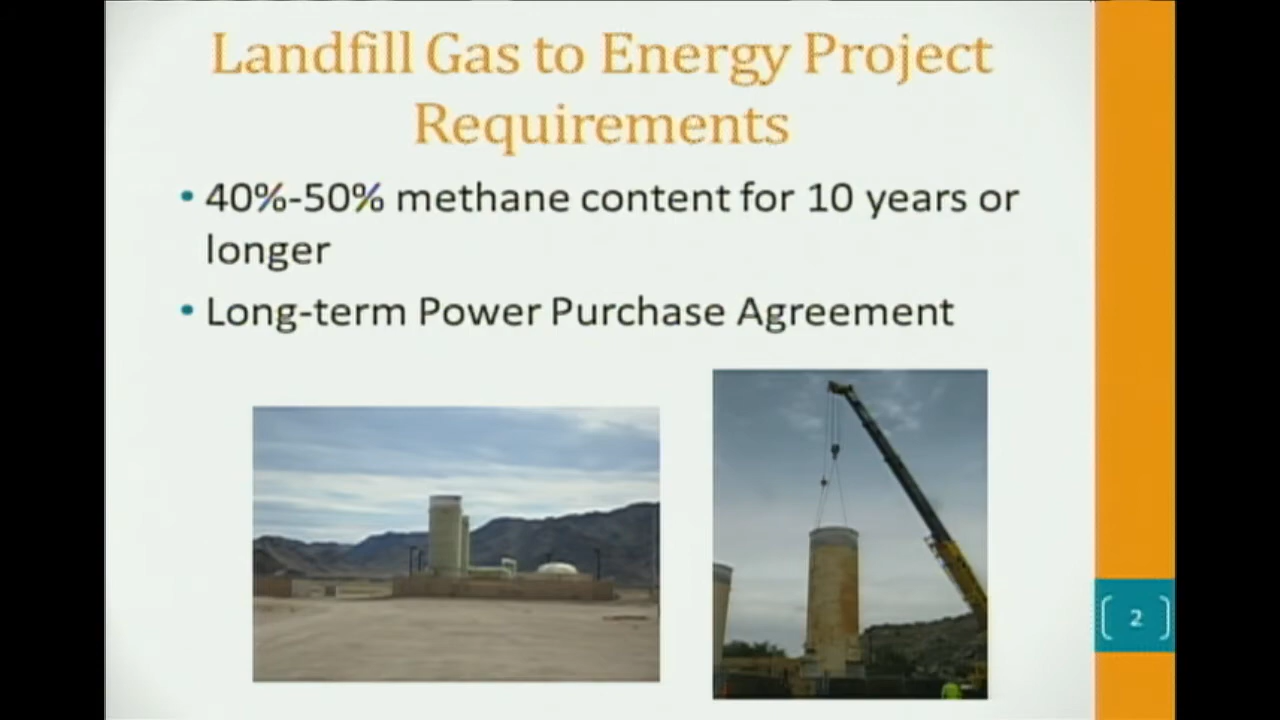 Landfill Gas to Energy Project
Requirements
• 40%-50% methane content for 10 years or
longer
• Long-term Power Purchase Agreement
2